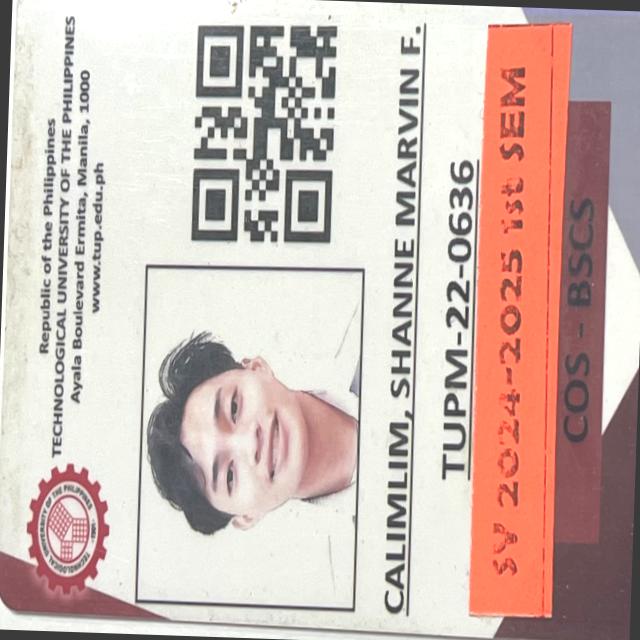 Republic of the Philippines
TECHNOLOGICAL UNIVERSITY OF THE PHILIPPINES
Ayala Boulevard Ermita, Manila, 1000
www.tup.edu.ph
TECHNOLOGICAL UNIVERSITY OF THE PHILIPPINES
CALIMLIM, SHANNE MARVIN F.
TUPM-22-0636
SY 2024-2025 1st SEM
COS - BSCS